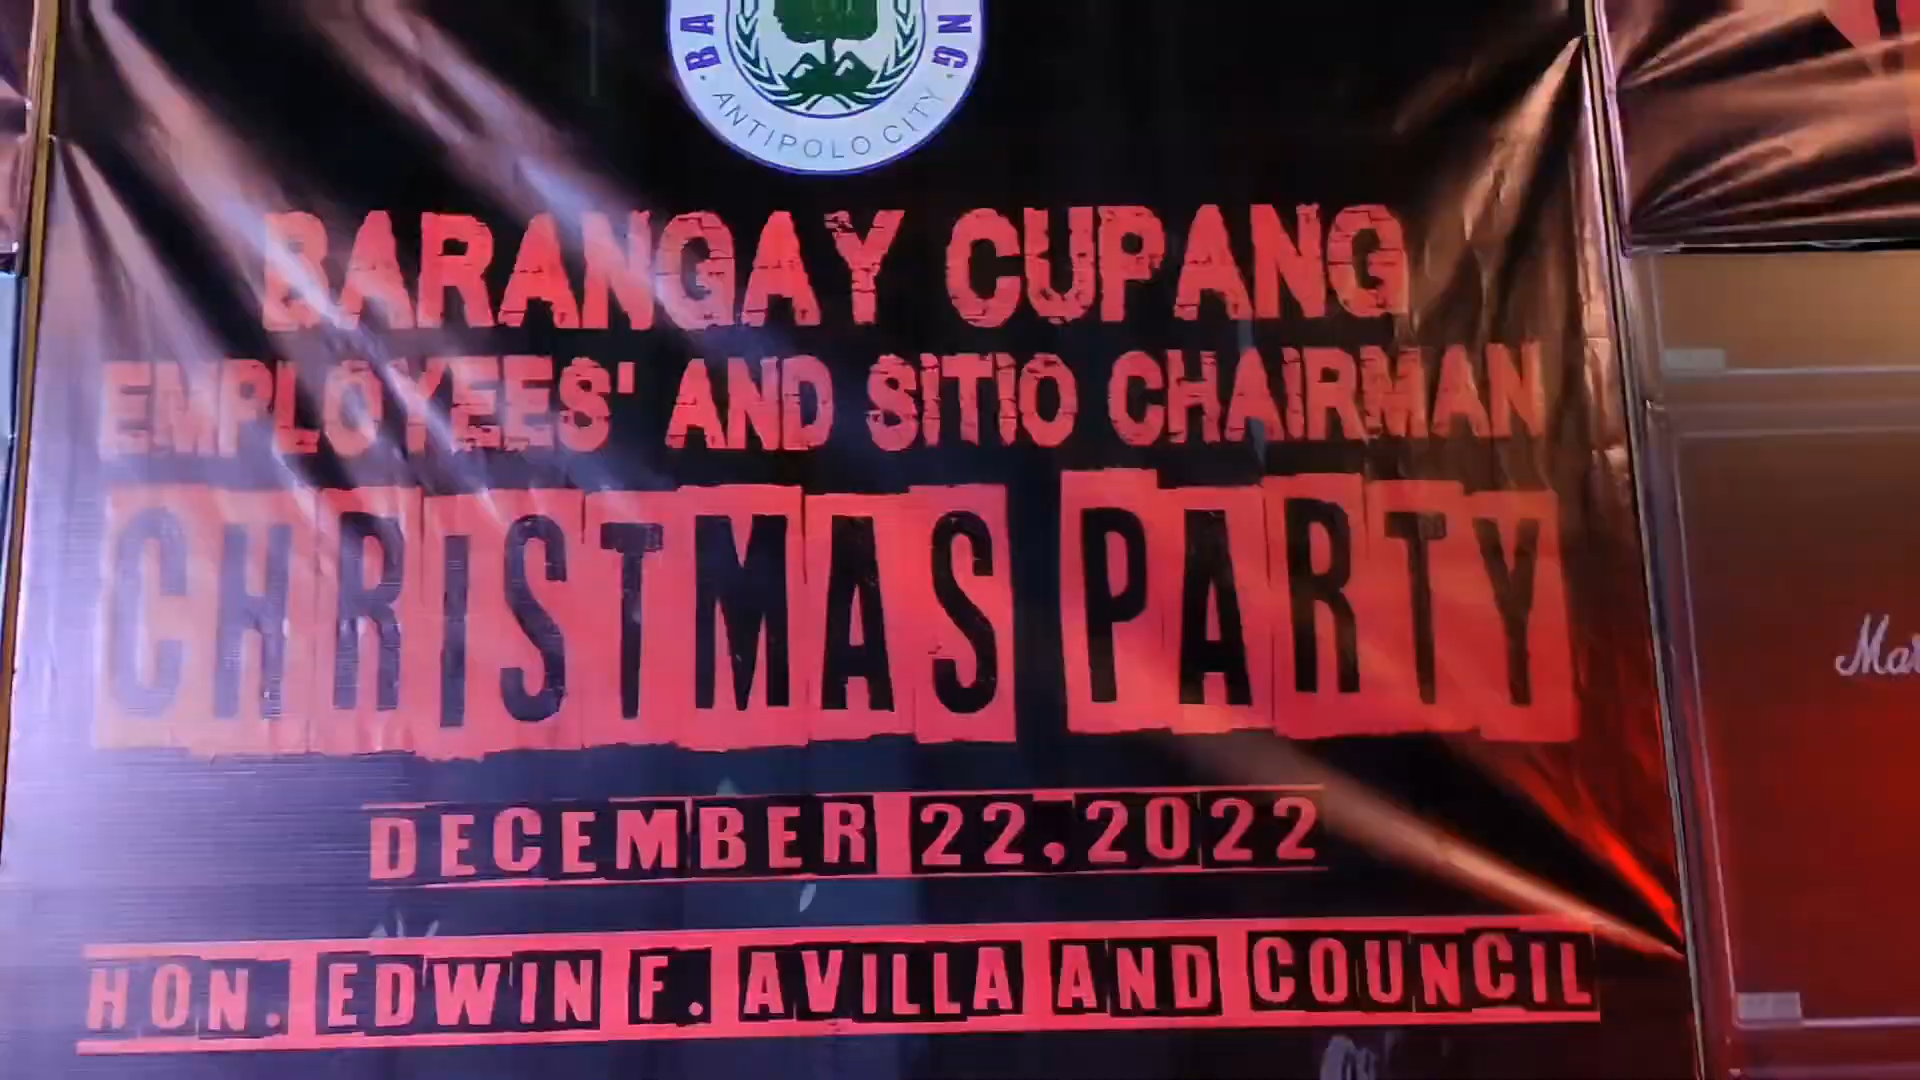 ANTIPOLO CITY
BARANGAY CUPANG
EMPLOYEES' AND SITIO CHAIRMAN
CHRISTMAS PARTY
DECEMBER 22,2022
HON. EDWIN F. AVILLA AND COUNCIL